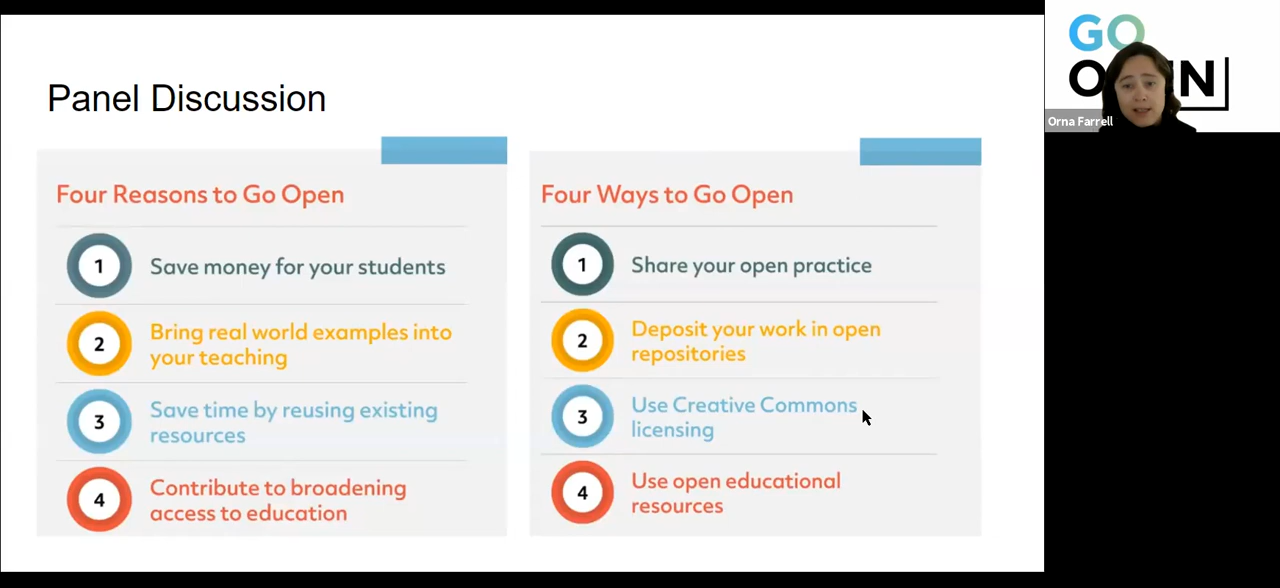 Panel Discussion
Four Reasons to Go Open
1 Save money for your students
2 Bring real world examples into
your teaching
3 Save time by reusing existing
resources
4 Contribute to broadening
access to education
Four Ways to Go Open
1 Share your open practice
2 Deposit your work in open
repositories
3 Use Creative Commons
licensing
4 Use open educational
resources
GO
Orna Farrell